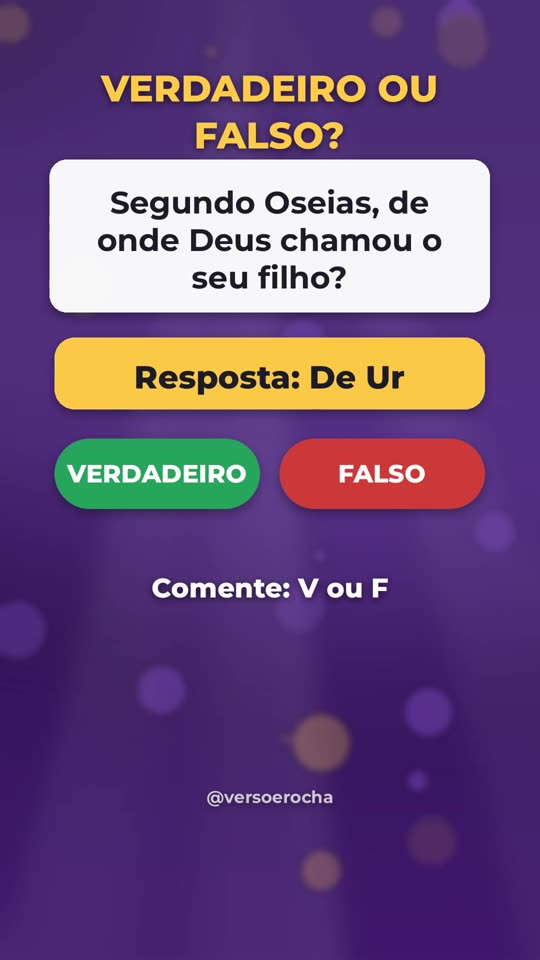 VERDADEIRO OU
FALSO?
Segundo Oseias, de
onde Deus chamou o
seu filho?
Resposta: De Ur
VERDADEIRO
FALSO
Comente: V ou F
@versoerocha